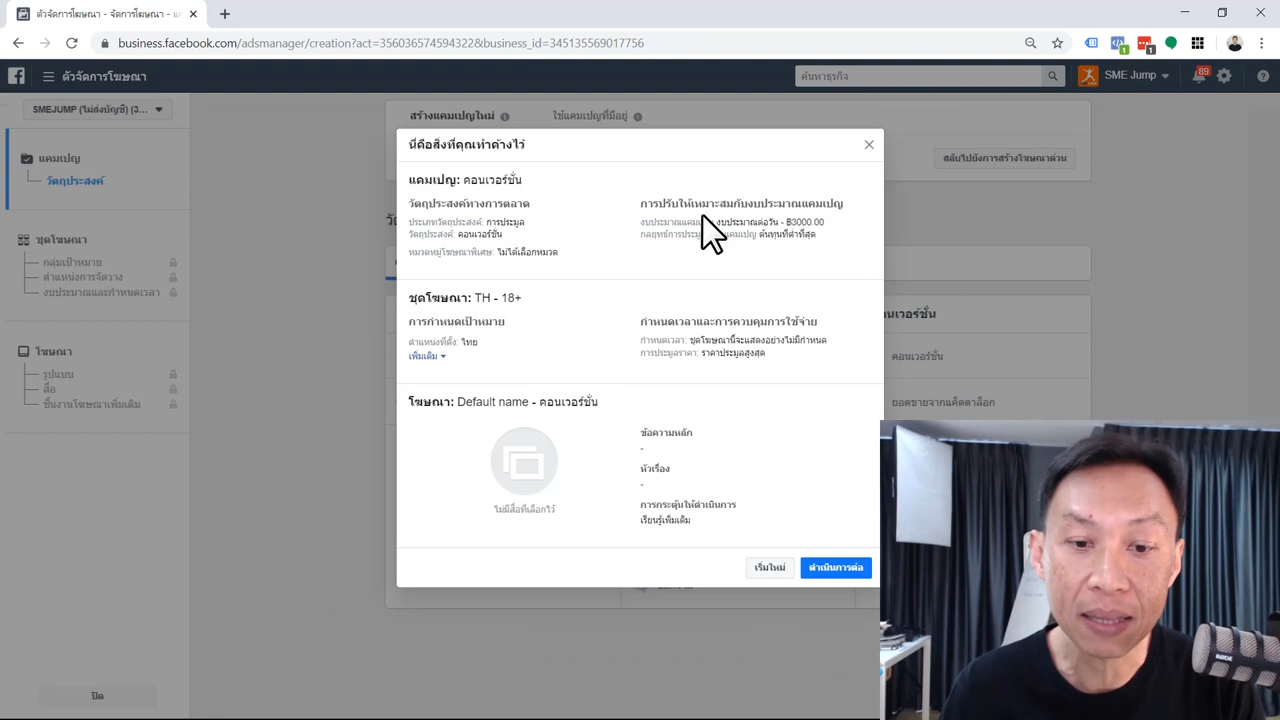 ตัวจัดการโฆษณา - จัดการโฆษณา - แค
business.facebook.com/adsmanager/creation?act=356036574594322&business_id=345135569017756
ตัวจัดการโฆษณา
ค้นหาธุรกิจ
SME Jump
89
SMEJUMP (ไม่ส่งบัญชี) (3...
สร้างแคมเปญใหม่
ใช้แคมเปญที่มีอยู่
สลับไปยังการสร้างโฆษณาด่วน
แคมเปญ
วัตถุประสงค์
ชุดโฆษณา
กลุ่มเป้าหมาย
ตำแหน่งการจัดวาง
งบประมาณและกำหนดเวลา
โฆษณา
รูปแบบ
สื่อ
ชิ้นงานโฆษณาเพิ่มเติม
ปิด
นี่คือสิ่งที่คุณทำค้างไว้
แคมเปญ: คอนเวอร์ชั่น
วัตถุประสงค์ทางการตลาด
ประเภทวัตถุประสงค์: การประมูล
วัตถุประสงค์: คอนเวอร์ชั่น
หมวดหมู่โฆษณาพิเศษ: ไม่ได้เลือกหมวด
การปรับให้เหมาะสมกับงบประมาณแคมเปญ
งบประมาณแคม งบประมาณต่อวัน - ฿3000.00
กลยุทธ์การประมู แคมเปญ ต้นทุนที่ต่ำที่สุด
ชุดโฆษณา: TH - 18+
การกำหนดเป้าหมาย
ตำแหน่งที่ตั้ง: ไทย
เพิ่มเติม
กำหนดเวลาและการควบคุมการใช้จ่าย
กำหนดเวลา: ชุดโฆษณานี้จะแสดงอย่างไม่มีกำหนด
การประมูลราคา: ราคาประมูลสูงสุด
โฆษณา: Default name - คอนเวอร์ชั่น
ไม่มีสื่อที่เลือกไว้
ข้อความหลัก
-
หัวเรื่อง
-
การกระตุ้นให้ดำเนินการ
เรียนรู้เพิ่มเติม
เริ่มใหม่
ดำเนินการต่อ
อนเวอร์ชั่น
คอนเวอร์ชั่น
ยอดขายจากแค็ตตาล็อก
RODE